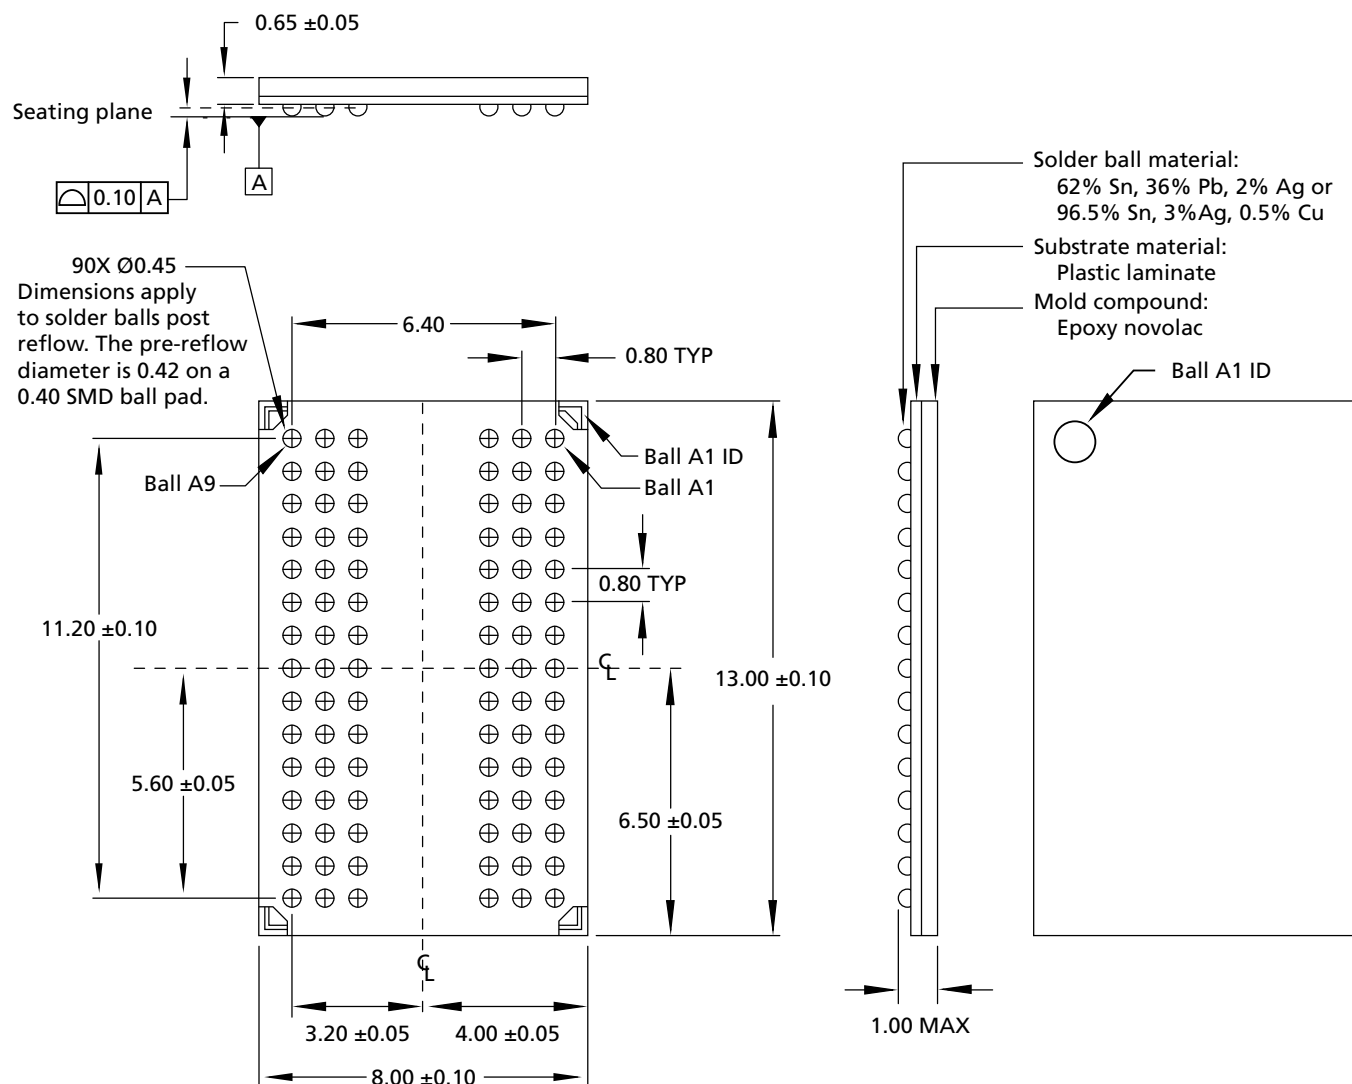 0.65 ±0.05
Seating plane
A
0.10 A
Solder ball material:
62% Sn, 36% Pb, 2% Ag or
96.5% Sn, 3%Ag, 0.5% Cu
Substrate material:
Plastic laminate
Mold compound:
Epoxy novolac
90X Ø0.45
Dimensions apply
to solder balls post
reflow. The pre-reflow
diameter is 0.42 on a
0.40 SMD ball pad.
6.40
0.80 TYP
Ball A1 ID
Ball A9
Ball A1 ID
Ball A1
0.80 TYP
11.20 ±0.10
CL
13.00 ±0.10
5.60 ±0.05
6.50 ±0.05
CL
3.20 ±0.05
4.00 ±0.05
1.00 MAX
8.00 ±0.10